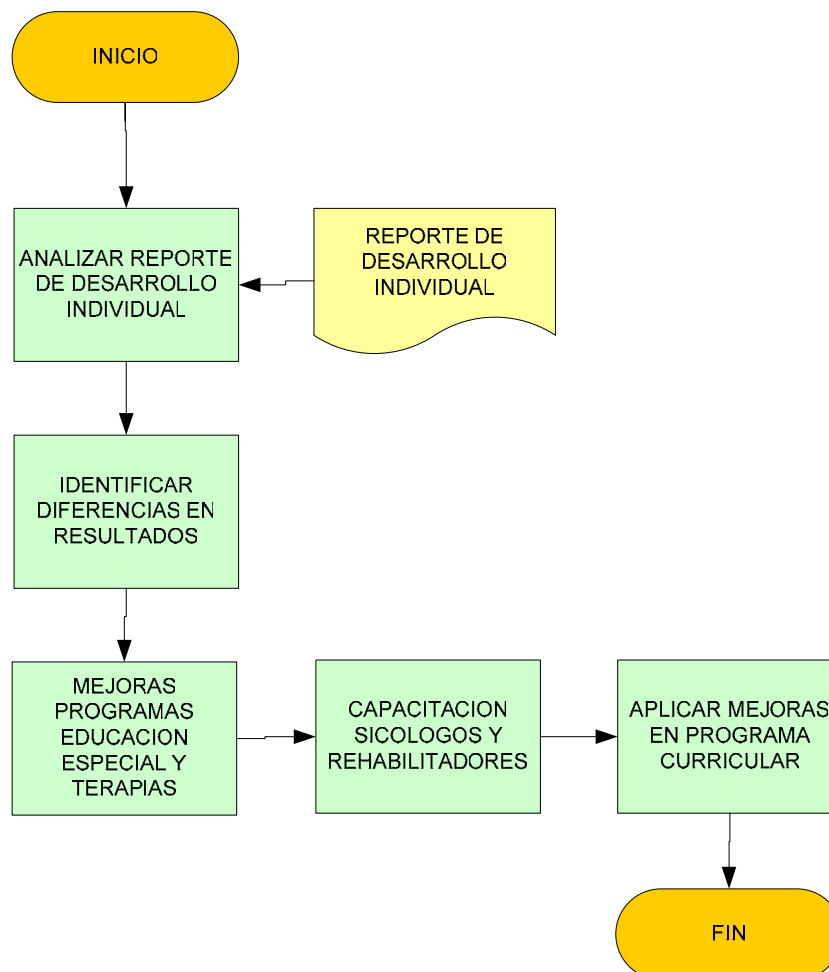 INICIO
ANALIZAR REPORTE
DE DESARROLLO
INDIVIDUAL
REPORTE DE
DESARROLLO
INDIVIDUAL
IDENTIFICAR
DIFERENCIAS EN
RESULTADOS
MEJORAS
PROGRAMAS
EDUCACION
ESPECIAL Y
TERAPIAS
CAPACITACION
SICOLOGOS Y
REHABILITADORES
APLICAR MEJORAS
EN PROGRAMA
CURRICULAR
FIN